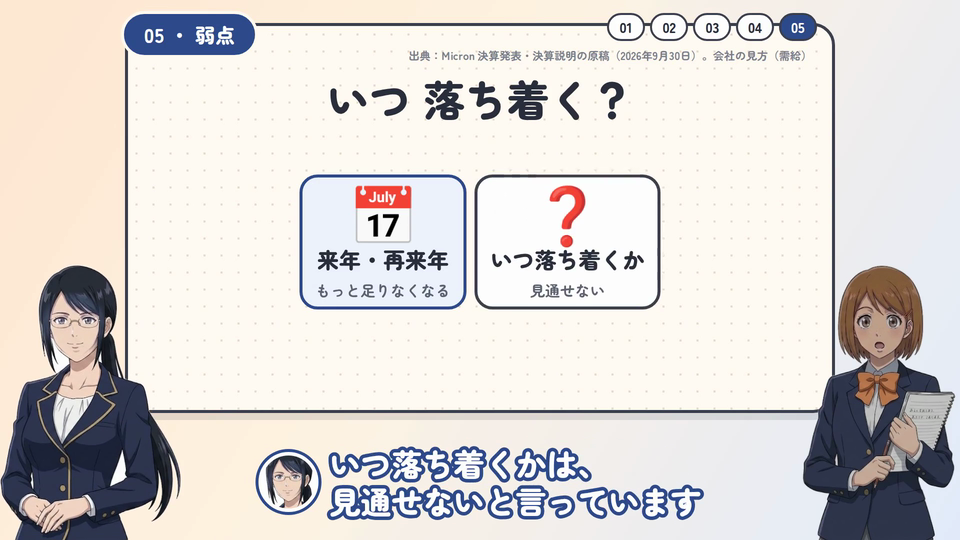 05 ・ 弱点
01 02 03 04 05
出典：Micron 決算発表・決算説明の原稿（2026年9月30日）。会社の見方（需給）
いつ 落ち着く？
July
17
来年・再来年
もっと足りなくなる
❓
いつ落ち着くか
見通せない
いつ落ち着くかは、
見通せないと言っています